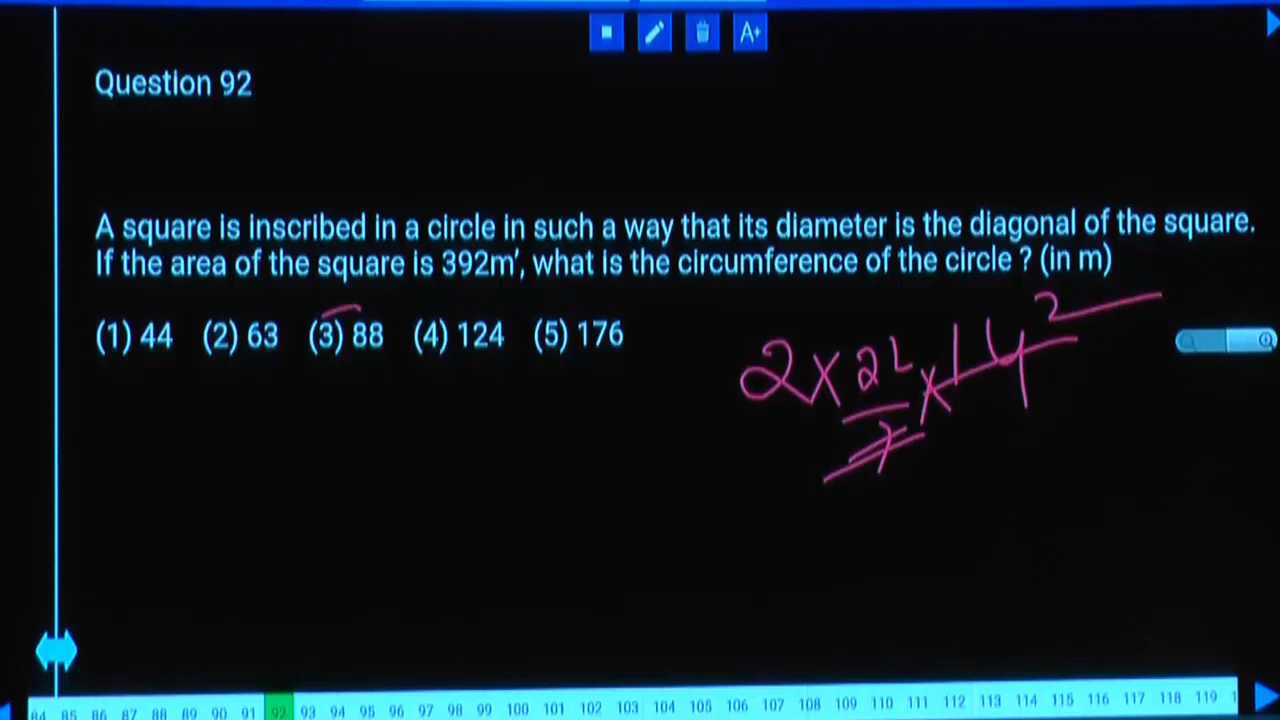 A+
Question 92
A square is inscribed in a circle in such a way that its diameter is the diagonal of the square.
If the area of the square is 392m', what is the circumference of the circle ? (in m)
(1) 44 (2) 63 (3) 88 (4) 124 (5) 176
2 × 22/7 × 14 2
84 85 86 87 88 89 90 91 92 93 94 95 96 97 98 99 100 101 102 103 104 105 106 107 108 109 110 111 112 113 114 115 116 117 118 119